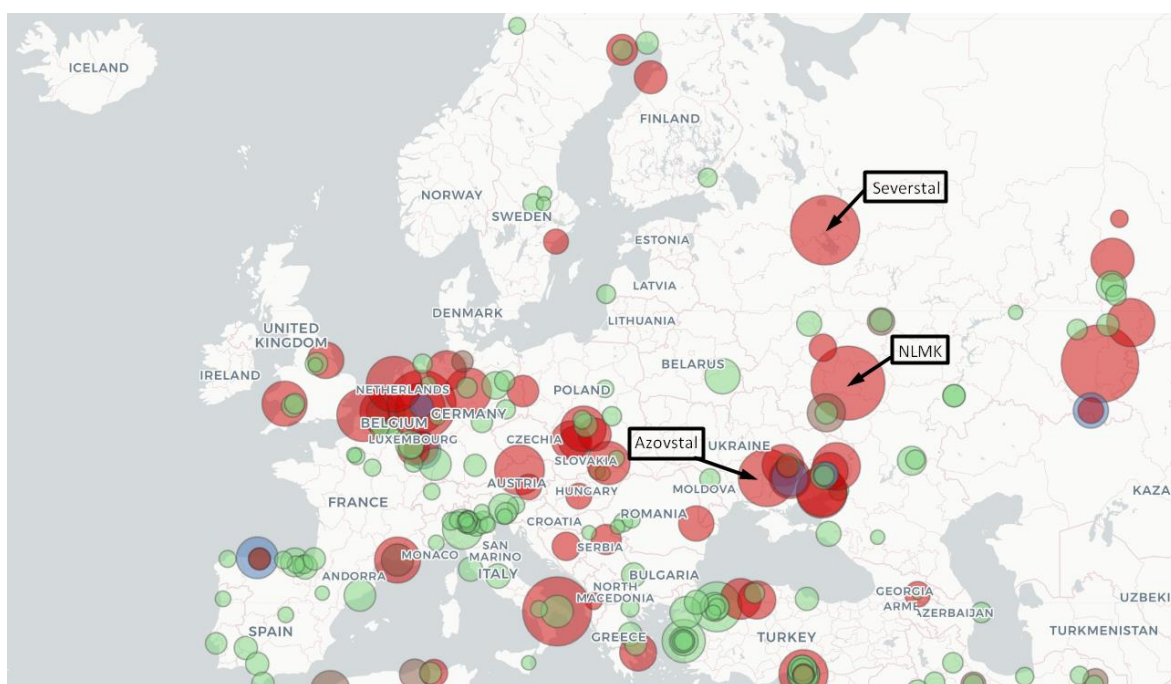 ICELAND
FINLAND
NORWAY
SWEDEN
Severstal
ESTONIA
LATVIA
DENMARK
LITHUANIA
UNITED
KINGDOM
IRELAND
NLMK
BELARUS
NETHERLANDS
POLAND
BELGIUM
GERMANY
LUXEMBOURG
CZECHIA
Azovstal
UKRAINE
SLOVAKIA
AUSTRIA
HUNGARY
MOLDOVA
KAZA
FRANCE
ROMANIA
CROATIA
SERBIA
MONACO
SAN
MARINO
ANDORRA
ITALY
BULGARIA
NORTH
MACEDONIA
GEORGIA
ARME
ZERBAIJAN
UZBEKI
SPAIN
GREECE
TURKEY
TURKMENISTAN